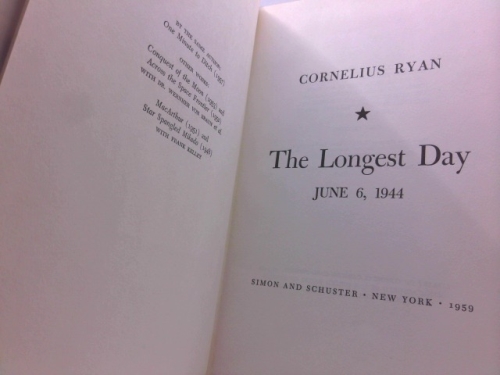 BY THE SAME AUTHOR:
One Minute to Ditch (1957)
OTHER WORKS:
Conquest of the Moon (1953) and
Across the Space Frontier (1952)
WITH DR. WERNHER VON BRAUN et al.
MacArthur (1951) and
Star Spangled Mikado (1948)
WITH FRANK KELLEY
CORNELIUS RYAN
The Longest Day
JUNE 6, 1944
SIMON AND SCHUSTER · NEW YORK · 1959